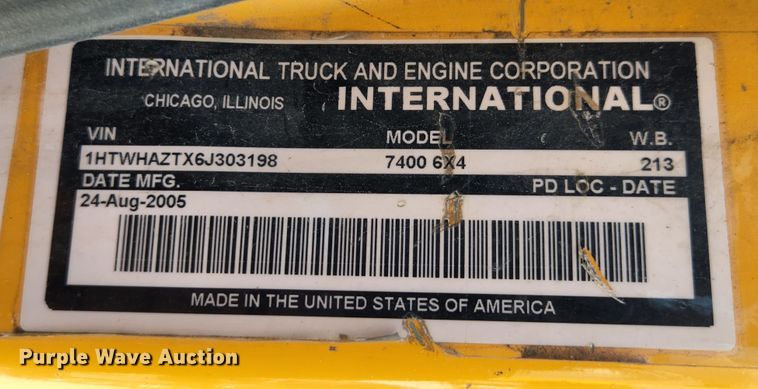 INTERNATIONAL TRUCK AND ENGINE CORPORATION
CHICAGO, ILLINOIS INTERNATIONAL®
VIN MODEL W.B.
1HTWHAZTX6J303198 7400 6X4 213
DATE MFG. PD LOC - DATE
24-Aug-2005
MADE IN THE UNITED STATES OF AMERICA
Purple Wave Auction